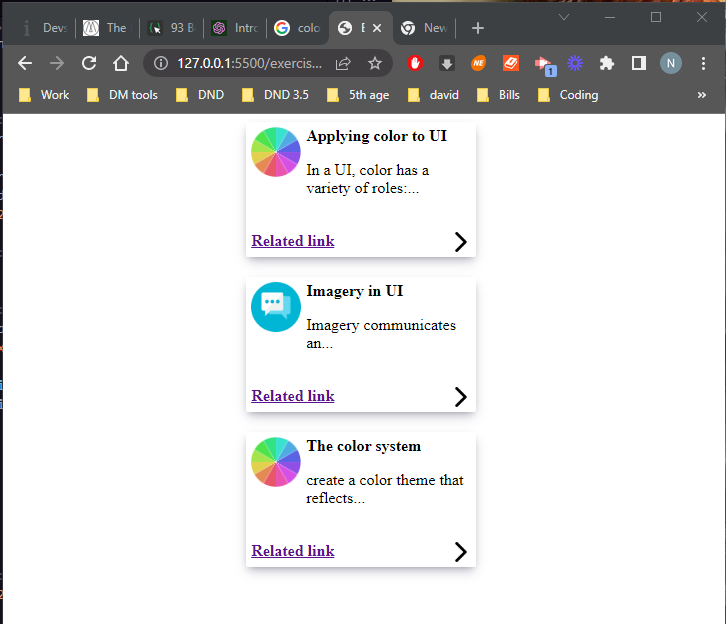 Devs
The
93 B
Intro
colo
E
New
127.0.0.1:5500/exercis...
NE
1
N
Work
DM tools
DND
DND 3.5
5th age
david
Bills
Coding
»
Applying color to UI
In a UI, color has a
variety of roles:...
Related link
Imagery in UI
Imagery communicates
an...
Related link
The color system
create a color theme that
reflects...
Related link